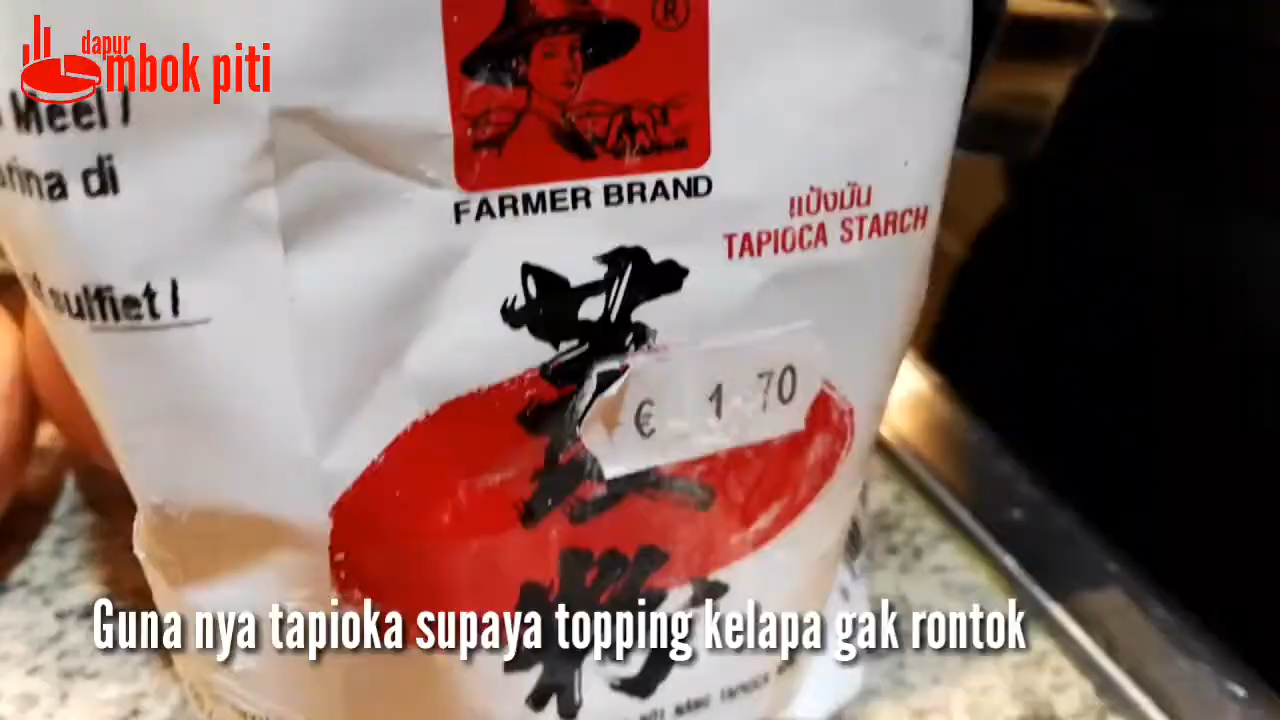 dapur
mbok piti
Meel /
rina di
sulfiet /
®
FARMER BRAND
แป้งมัน
TAPIOCA STARCH
€ 1.70
粉
Guna nya tapioka supaya topping kelapa gak rontok